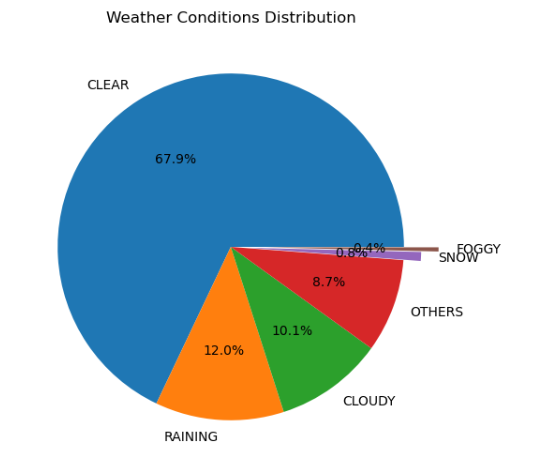 Weather Conditions Distribution
CLEAR
67.9%
0.4%
FOGGY
0.8%
SNOW
8.7%
OTHERS
10.1%
12.0%
CLOUDY
RAINING